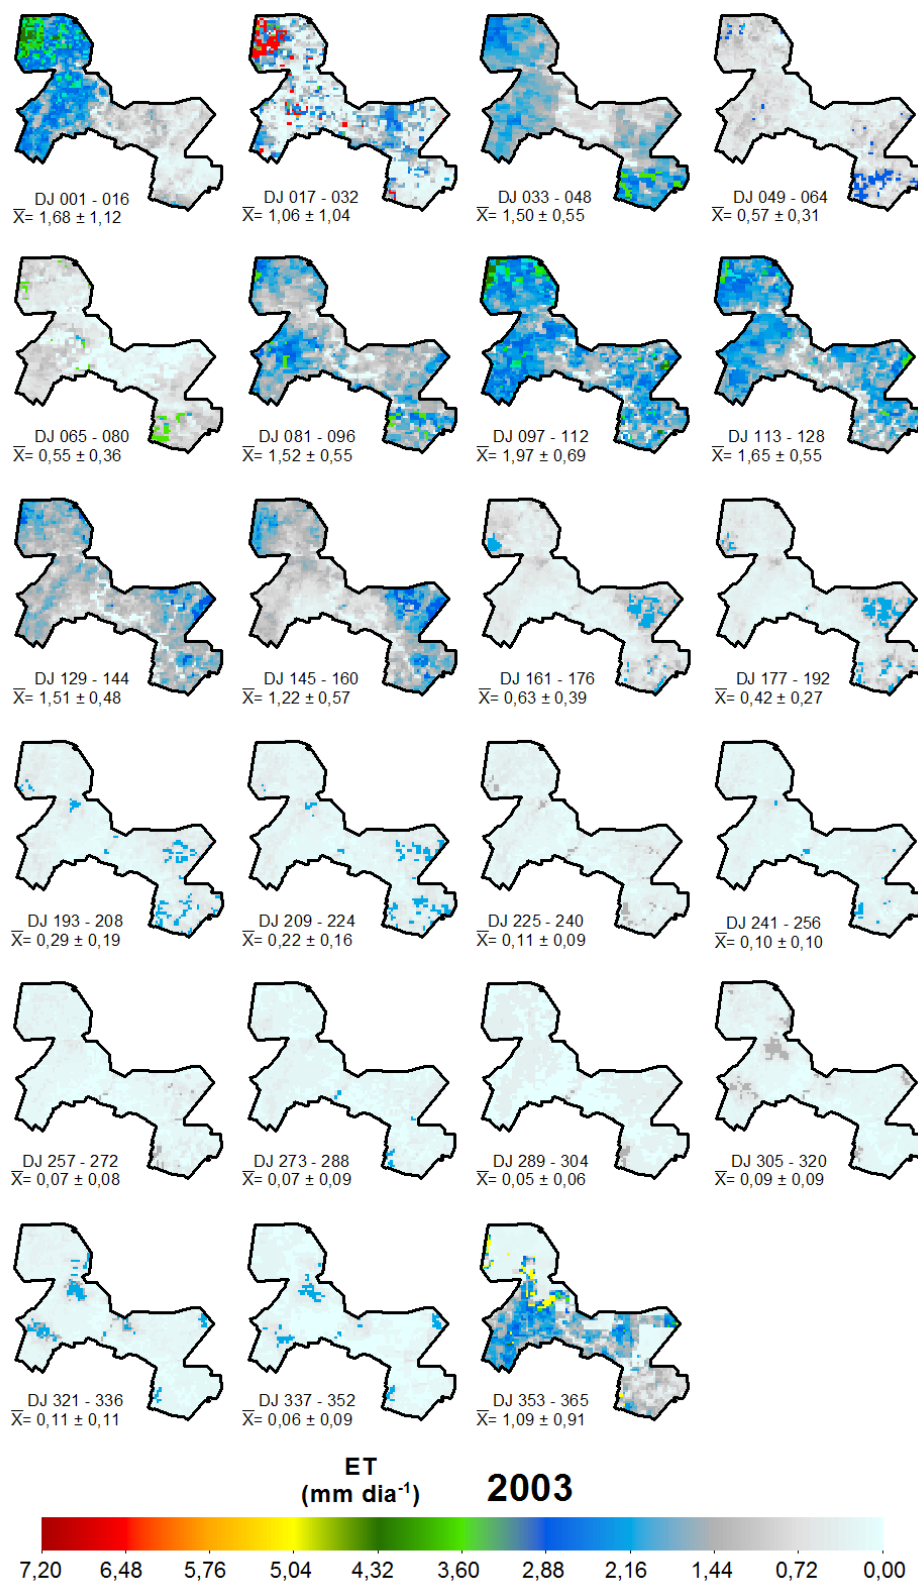 DJ 001 - 016
X̅= 1,68 ± 1,12
DJ 017 - 032
X̅= 1,06 ± 1,04
DJ 033 - 048
X̅= 1,50 ± 0,55
DJ 049 - 064
X̅= 0,57 ± 0,31
DJ 065 - 080
X̅= 0,55 ± 0,36
DJ 081 - 096
X̅= 1,52 ± 0,55
DJ 097 - 112
X̅= 1,97 ± 0,69
DJ 113 - 128
X̅= 1,65 ± 0,55
DJ 129 - 144
X̅= 1,51 ± 0,48
DJ 145 - 160
X̅= 1,22 ± 0,57
DJ 161 - 176
X̅= 0,63 ± 0,39
DJ 177 - 192
X̅= 0,42 ± 0,27
DJ 193 - 208
X̅= 0,29 ± 0,19
DJ 209 - 224
X̅= 0,22 ± 0,16
DJ 225 - 240
X̅= 0,11 ± 0,09
DJ 241 - 256
X̅= 0,10 ± 0,10
DJ 257 - 272
X̅= 0,07 ± 0,08
DJ 273 - 288
X̅= 0,07 ± 0,09
DJ 289 - 304
X̅= 0,05 ± 0,06
DJ 305 - 320
X̅= 0,09 ± 0,09
DJ 321 - 336
X̅= 0,11 ± 0,11
DJ 337 - 352
X̅= 0,06 ± 0,09
DJ 353 - 365
X̅= 1,09 ± 0,91
ET
(mm dia⁻¹)
2003
7,20 6,48 5,76 5,04 4,32 3,60 2,88 2,16 1,44 0,72 0,00